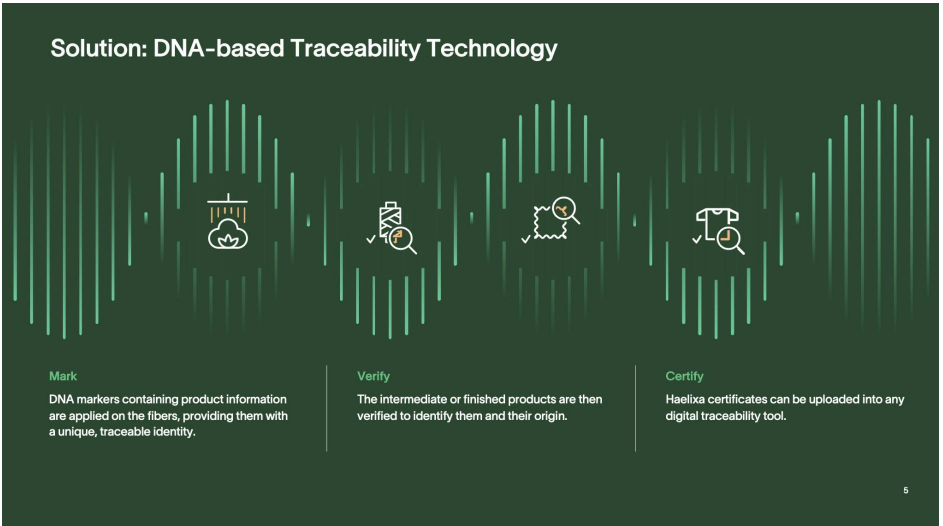 Solution: DNA-based Traceability Technology
Mark
DNA markers containing product information
are applied on the fibers, providing them with
a unique, traceable identity.
Verify
The intermediate or finished products are then
verified to identify them and their origin.
Certify
Haelixa certificates can be uploaded into any
digital traceability tool.
5